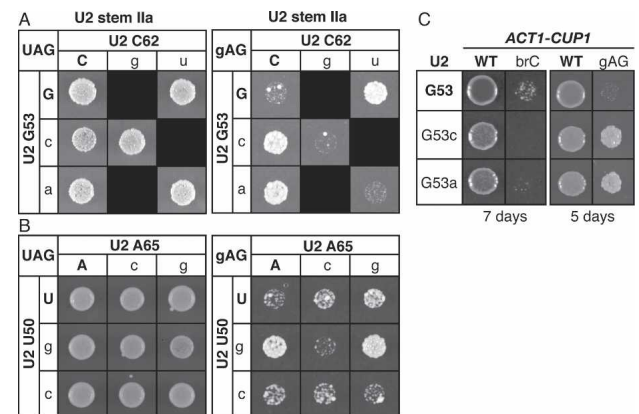 A
U2 stem IIa
U2 stem IIa
UAG
U2 C62
C
g
u
U2 G53
G
c
a
gAG
U2 C62
C
g
u
U2 G53
G
c
a
B
UAG
U2 A65
A
c
g
U2 U50
U
g
c
gAG
U2 A65
A
c
g
U2 U50
U
g
c
C
ACT1-CUP1
U2
WT
brC
WT
gAG
G53
G53c
G53a
7 days
5 days